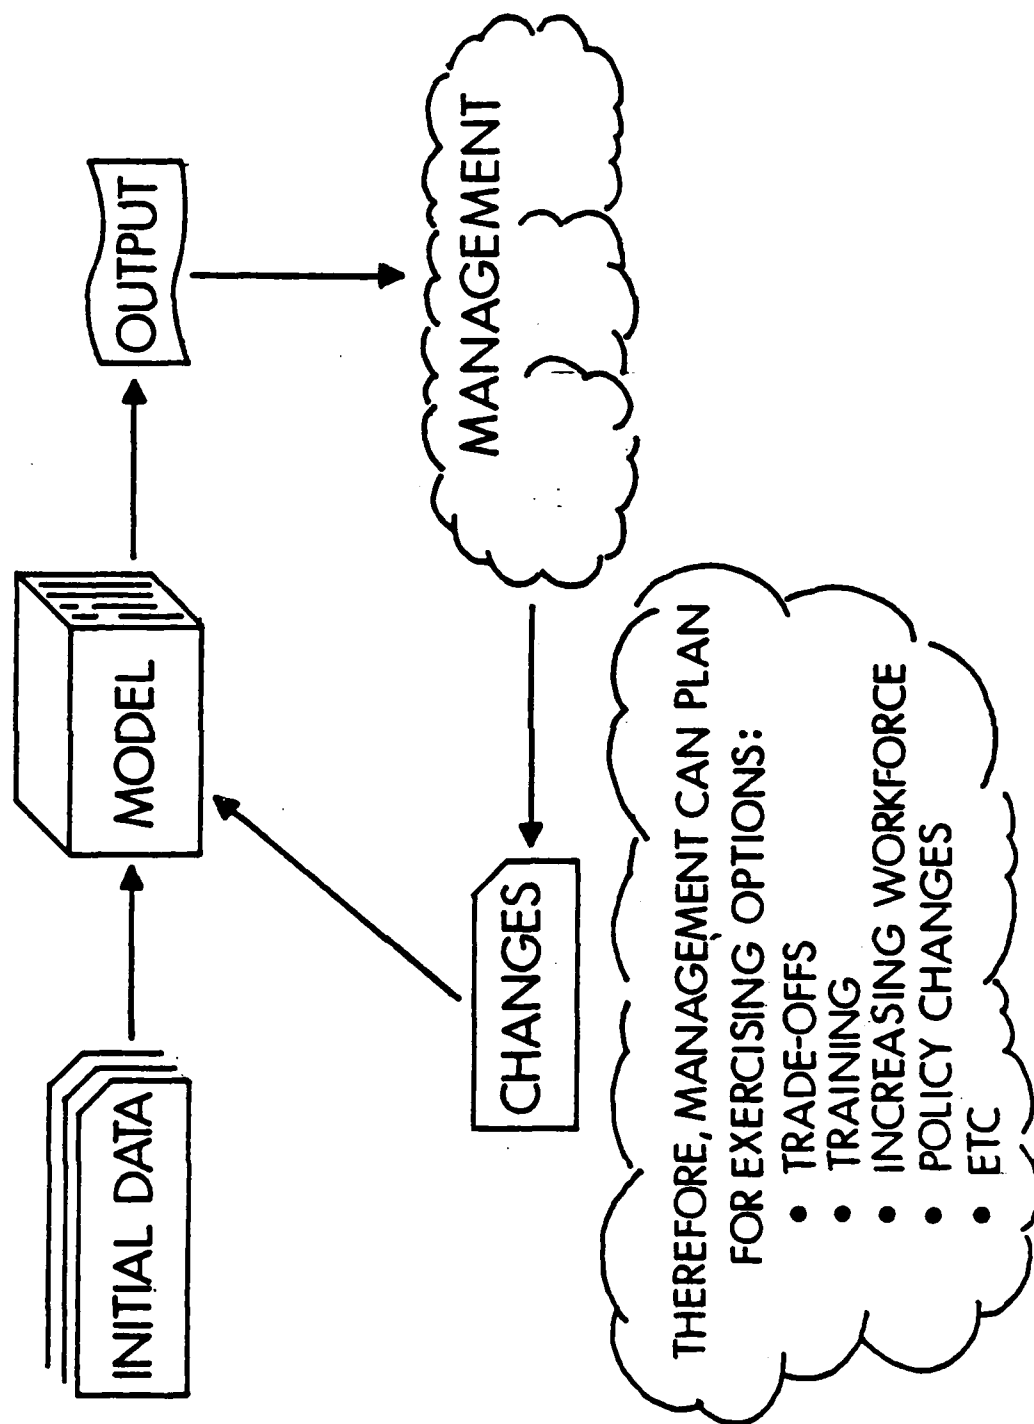 INITIAL DATA
MODEL
OUTPUT
MANAGEMENT
CHANGES
THEREFORE, MANAGEMENT CAN PLAN
FOR EXERCISING OPTIONS:
• TRADE-OFFS
• TRAINING
• INCREASING WORKFORCE
• POLICY CHANGES
• ETC